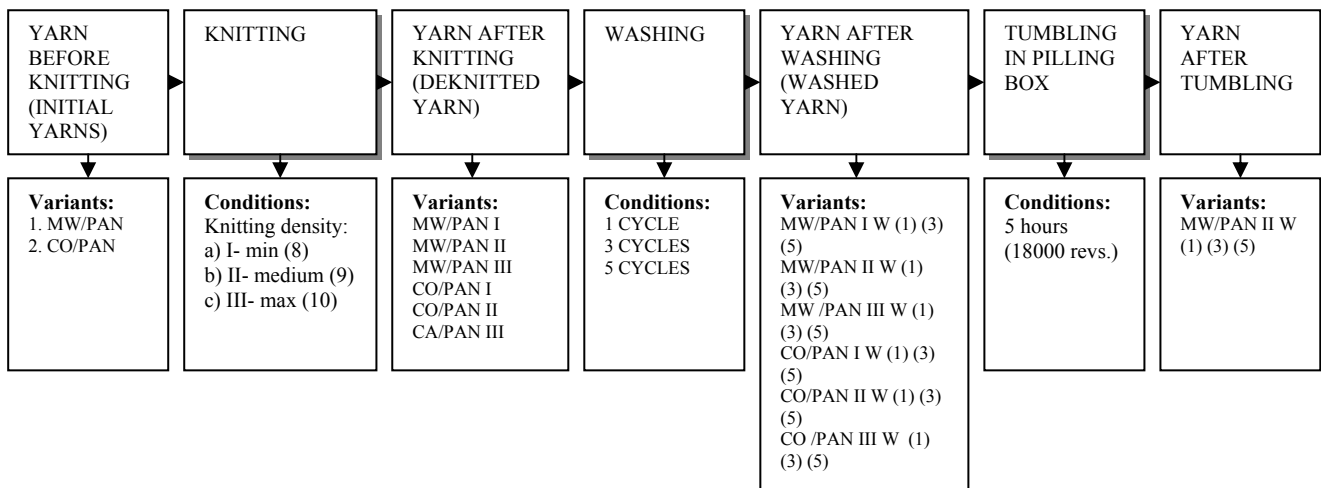 YARN
BEFORE
KNITTING
(INITIAL
YARNS)
KNITTING
YARN AFTER
KNITTING
(DEKNITTED
YARN)
WASHING
YARN AFTER
WASHING
(WASHED
YARN)
TUMBLING
IN PILLING
BOX
YARN
AFTER
TUMBLING
Variants:
1. MW/PAN
2. CO/PAN
Conditions:
Knitting density:
a) I- min (8)
b) II- medium (9)
c) III- max (10)
Variants:
MW/PAN I
MW/PAN II
MW/PAN III
CO/PAN I
CO/PAN II
CA/PAN III
Conditions:
1 CYCLE
3 CYCLES
5 CYCLES
Variants:
MW/PAN I W (1) (3)
(5)
MW/PAN II W (1)
(3) (5)
MW /PAN III W (1)
(3) (5)
CO/PAN I W (1) (3)
(5)
CO/PAN II W (1) (3)
(5)
CO /PAN III W (1)
(3) (5)
Conditions:
5 hours
(18000 revs.)
Variants:
MW/PAN II W
(1) (3) (5)